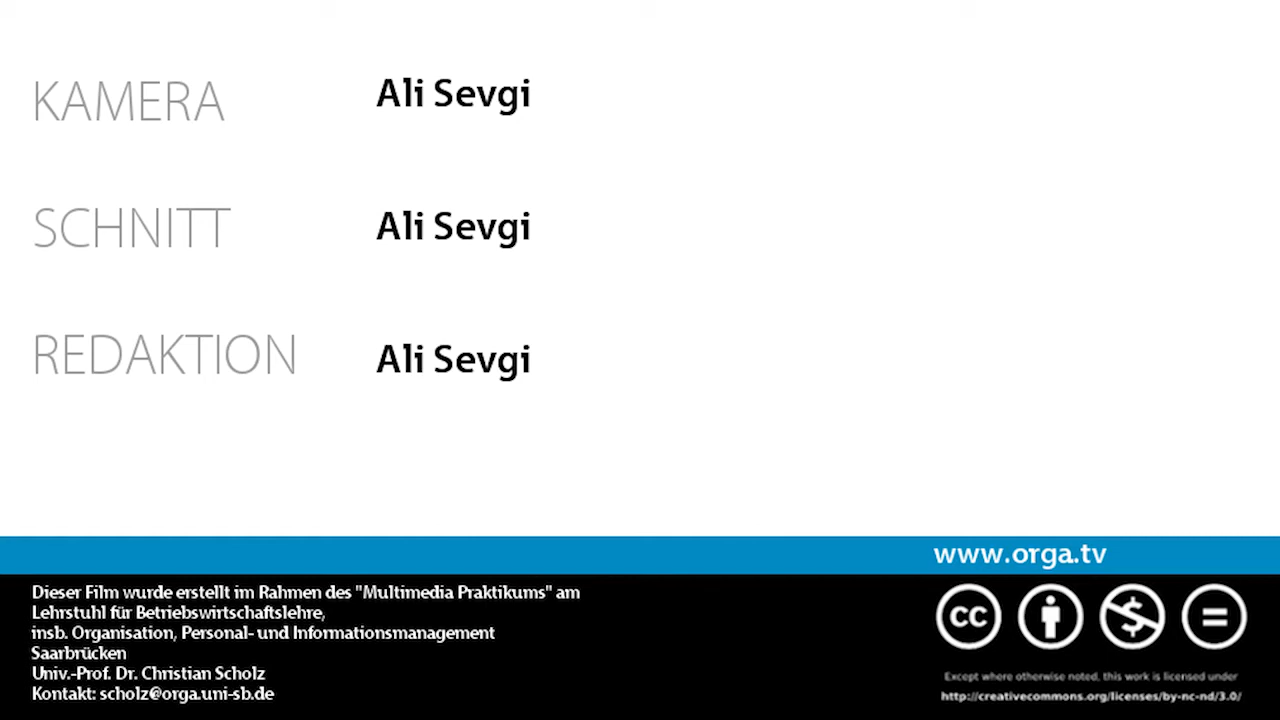 KAMERA Ali Sevgi
SCHNITT Ali Sevgi
REDAKTION Ali Sevgi
www.orga.tv
Dieser Film wurde erstellt im Rahmen des "Multimedia Praktikums" am
Lehrstuhl für Betriebswirtschaftslehre,
insb. Organisation, Personal- und Informationsmanagement
Saarbrücken
Univ.-Prof. Dr. Christian Scholz
Kontakt: scholz@orga.uni-sb.de
cc $ =
Except where otherwise noted, this work is licensed under
http://creativecommons.org/licenses/by-nc-nd/3.0/